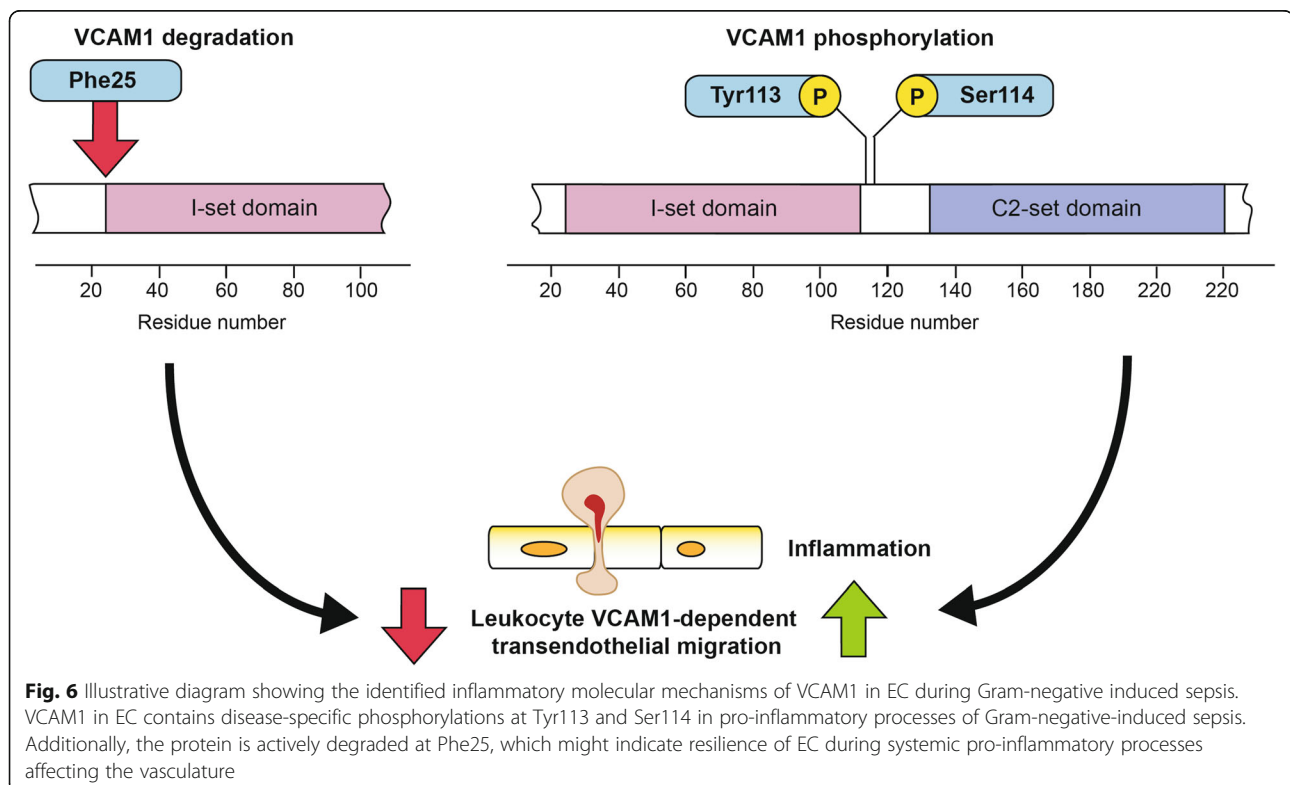 VCAM1 degradation
Phe25
I-set domain
20 40 60 80 100
Residue number
VCAM1 phosphorylation
Tyr113 P P Ser114
I-set domain C2-set domain
20 40 60 80 100 120 140 160 180 220 220
Residue number
Inflammation
Leukocyte VCAM1-dependent
transendothelial migration
Fig. 6 Illustrative diagram showing the identified inflammatory molecular mechanisms of VCAM1 in EC during Gram-negative induced sepsis.
VCAM1 in EC contains disease-specific phosphorylations at Tyr113 and Ser114 in pro-inflammatory processes of Gram-negative-induced sepsis.
Additionally, the protein is actively degraded at Phe25, which might indicate resilience of EC during systemic pro-inflammatory processes
affecting the vasculature